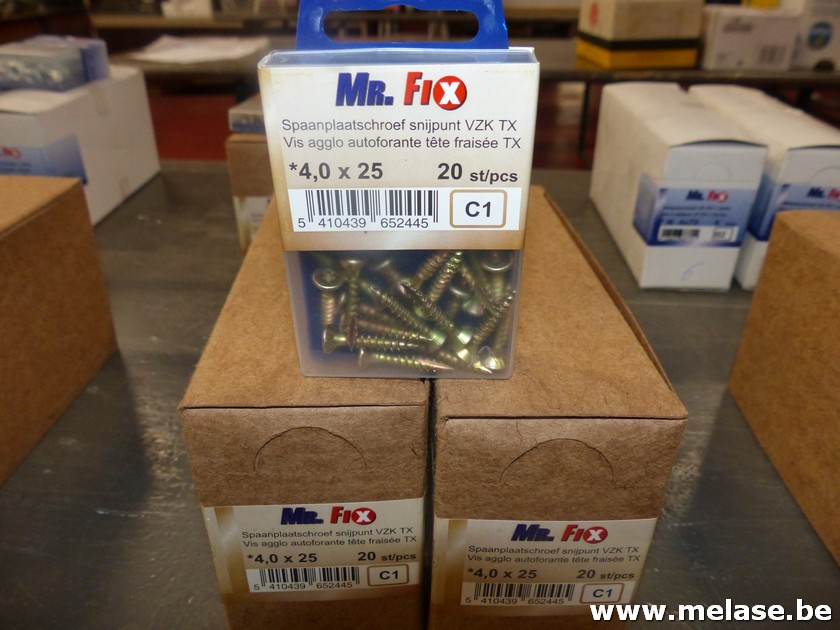 MR. FIX
Spaanplaatschroef snijpunt VZK TX
Vis agglo autoforante tête fraisée TX
*4,0 x 25 20 st/pcs
5 410439 652445 C1
MR. FIX
Spaanplaatschroef snijpunt VZK TX
Vis agglo autoforante tête fraisée TX
*4,0 x 25 20 st/pcs
5 410439 652445 C1
MR. FIX
Spaanplaatschroef snijpunt VZK TX
Vis agglo autoforante tête fraisée TX
*4,0 x 25 20 st/pcs
5 410439 652445 C1
MR. FIX
www.melase.be